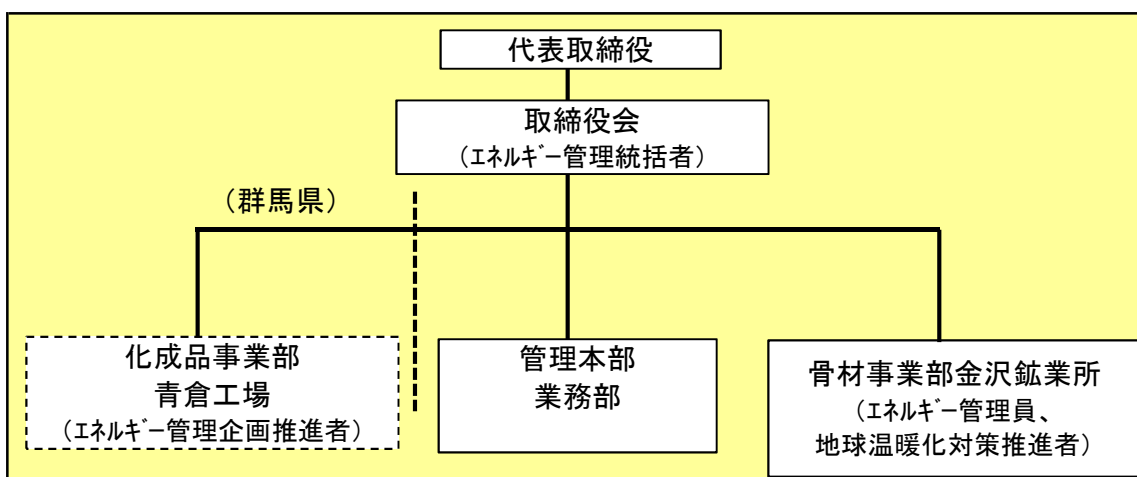 代表取締役
取締役会
（ｴﾈﾙｷﾞｰ管理統括者）
（群馬県）
化成品事業部
青倉工場
（ｴﾈﾙｷﾞｰ管理企画推進者）
管理本部
業務部
骨材事業部金沢鉱業所
（ｴﾈﾙｷﾞｰ管理員、
地球温暖化対策推進者）